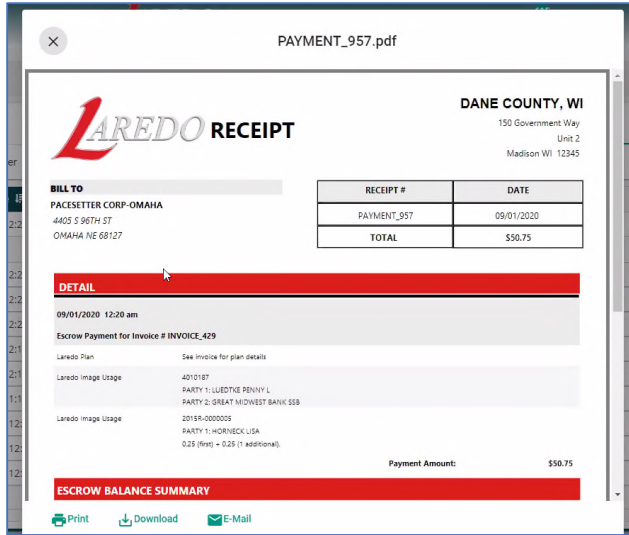 PAYMENT_957.pdf
LAREDO RECEIPT
DANE COUNTY, WI
150 Government Way
Unit 2
Madison WI 12345
BILL TO
PACESETTER CORP-OMAHA
4405 S 96TH ST
OMAHA NE 68127
RECEIPT # DATE
PAYMENT_957 09/01/2020
TOTAL $50.75
DETAIL
09/01/2020 12:20 am
Escrow Payment for Invoice # INVOICE_429
Laredo Plan See invoice for plan details
Laredo Image Usage 4010187
PARTY 1: LUEDTKE PENNY L
PARTY 2: GREAT MIDWEST BANK SSB
Laredo Image Usage 2015R-0000005
PARTY 1: HORNECK LISA
0.25 (first) + 0.25 (1 additional).
Payment Amount: $50.75
ESCROW BALANCE SUMMARY
Print Download E-Mail